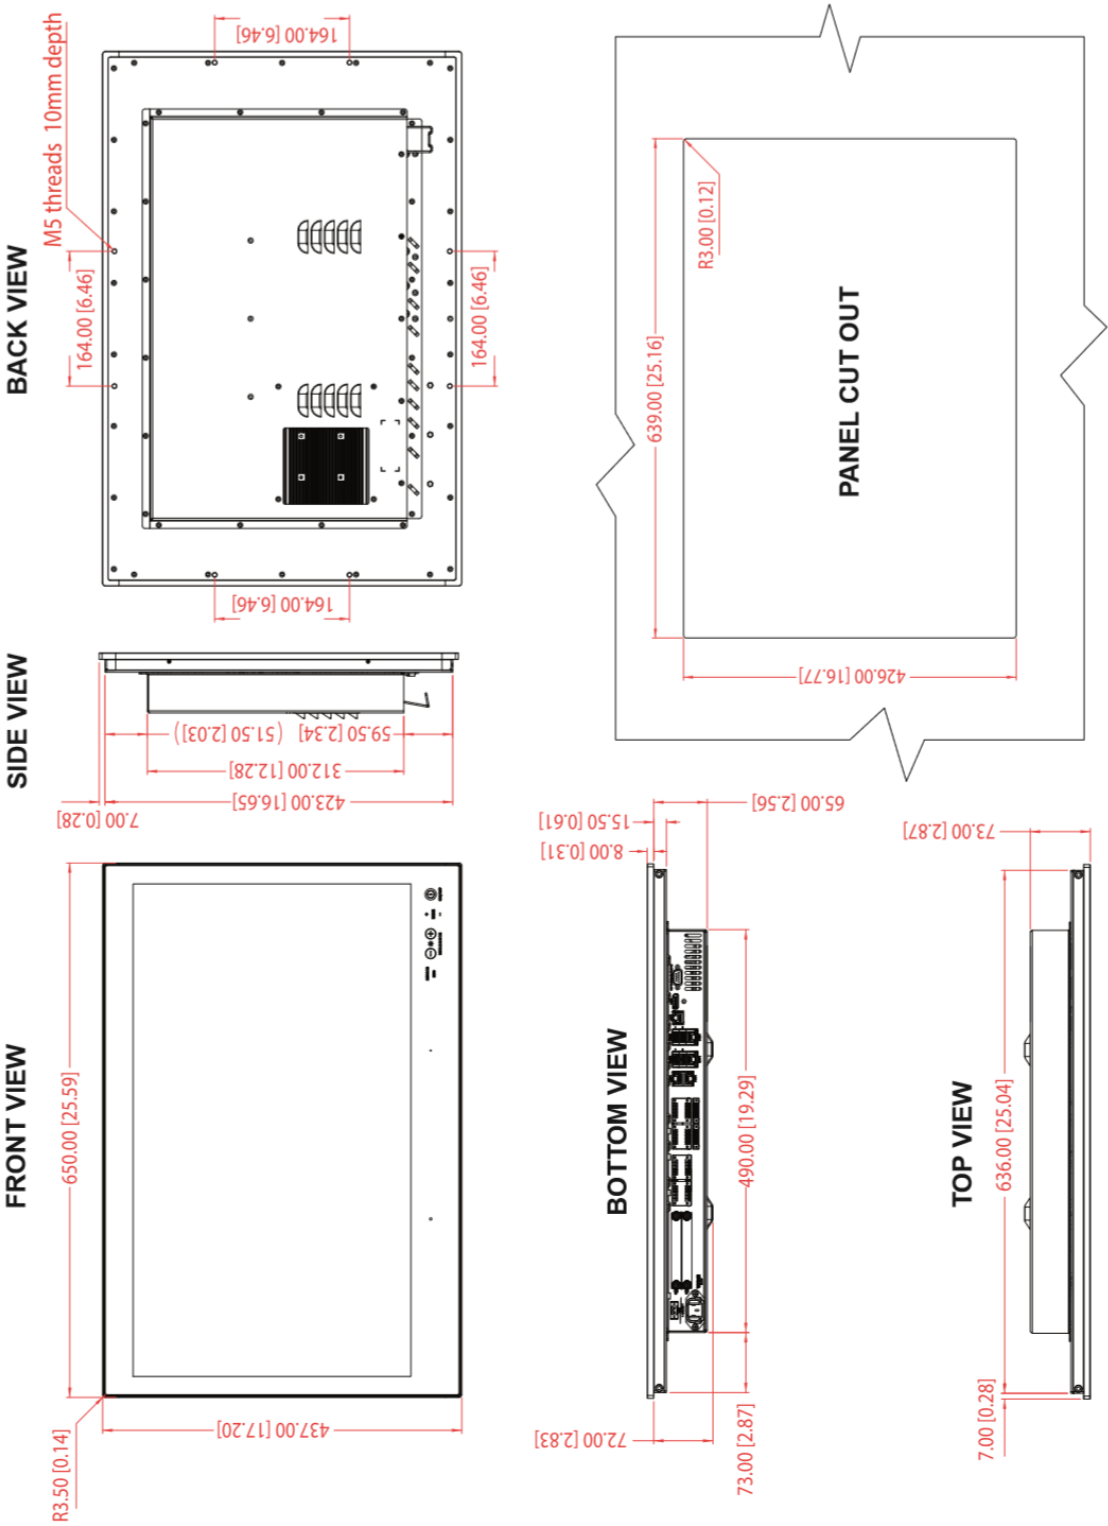 BACK VIEW
M5 threads 10mm depth
164.00 [6.46]
164.00 [6.46]
164.00 [6.46]
164.00 [6.46]
SIDE VIEW
59.50 [2.34]
(51.50 [2.03])
312.00 [12.28]
423.00 [16.65]
7.00 [0.28]
FRONT VIEW
650.00 [25.59]
437.00 [17.20]
R3.50 [0.14]
PANEL CUT OUT
639.00 [25.16]
R3.00 [0.12]
426.00 [16.77]
BOTTOM VIEW
65.00 [2.56]
15.50 [0.61]
8.00 [0.31]
490.00 [19.29]
72.00 [2.83]
73.00 [2.87]
TOP VIEW
73.00 [2.87]
636.00 [25.04]
7.00 [0.28]